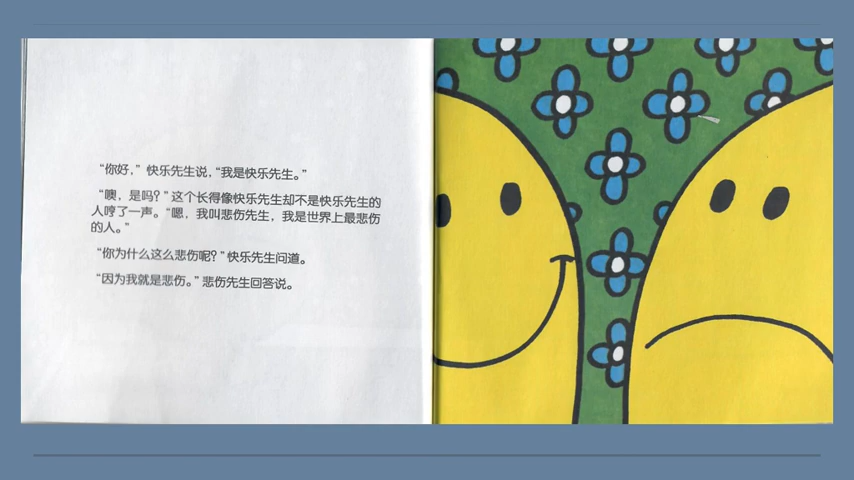 “你好，”快乐先生说，“我是快乐先生。”
“噢，是吗？”这个长得像快乐先生却不是快乐先生的
人哼了一声。“嗯，我叫悲伤先生，我是世界上最悲伤
的人。”
“你为什么这么悲伤呢？”快乐先生问道。
“因为我就是悲伤。”悲伤先生回答说。